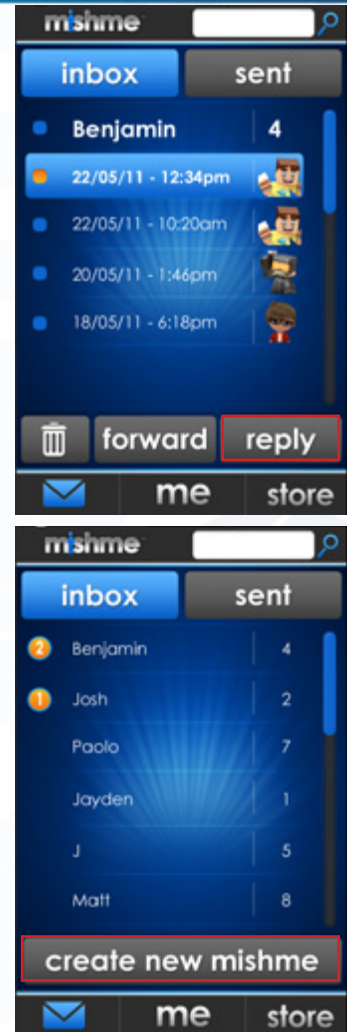 mishme
inbox sent
Benjamin 4
22/05/11 - 12:34pm
22/05/11 - 10:20am
20/05/11 - 1:46pm
18/05/11 - 6:18pm
forward reply
me store
mishme
inbox sent
2 Benjamin 4
1 Josh 2
Paolo 7
Jayden 1
J 5
Matt 8
create new mishme
me store